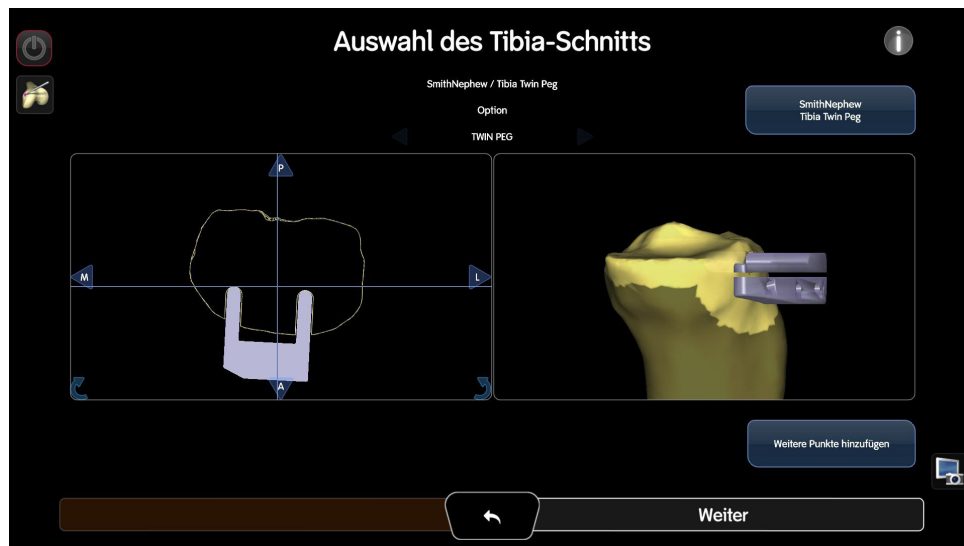 Auswahl des Tibia-Schnitts
SmithNephew / Tibia Twin Peg
Option
TWIN PEG
SmithNephew
Tibia Twin Peg
P
M
L
A
Weitere Punkte hinzufügen
Weiter